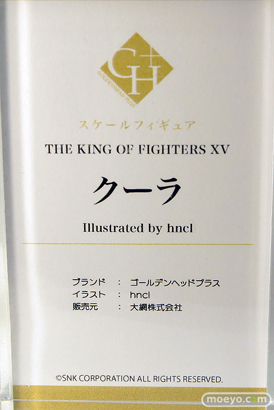 G+H
スケールフィギュア
THE KING OF FIGHTERS XV
クーラ
Illustrated by hncl
ブランド : ゴールデンヘッドプラス
イラスト : hncl
販売元 : 大網株式会社
©SNK CORPORATION ALL RIGHTS RESERVED.
moeyo.com